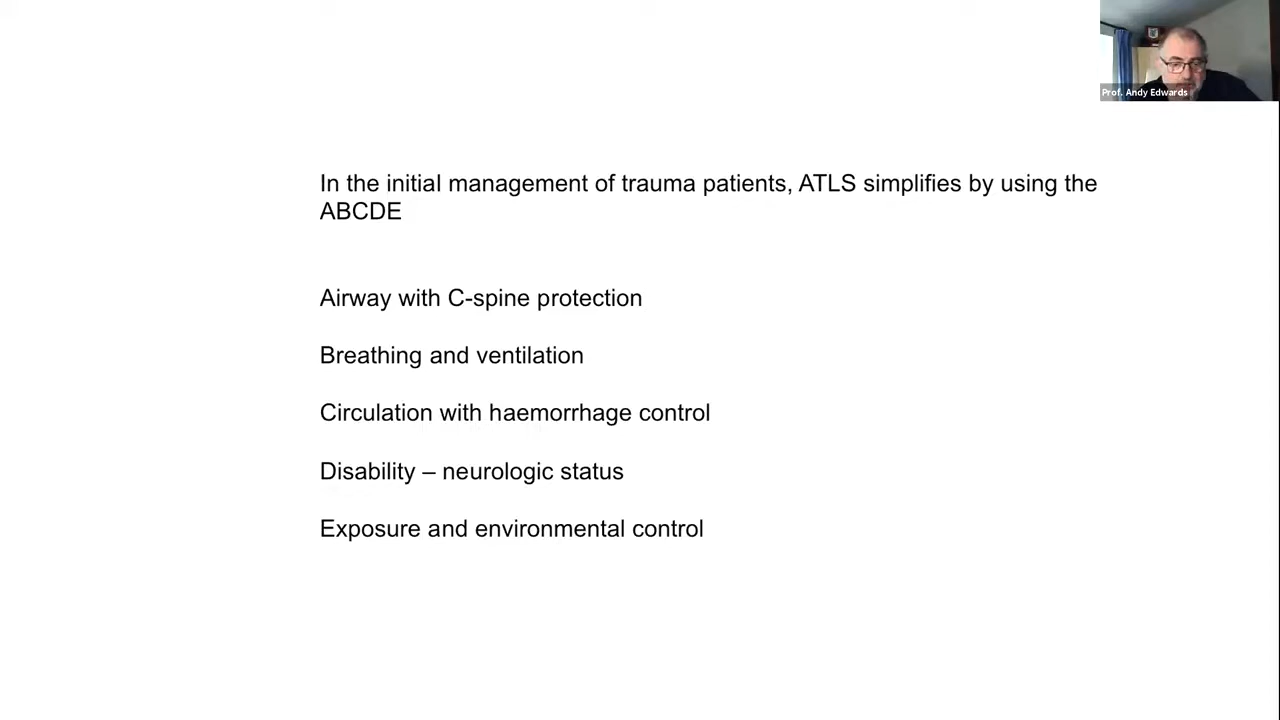 Prof. Andy Edwards
In the initial management of trauma patients, ATLS simplifies by using the
ABCDE
Airway with C-spine protection
Breathing and ventilation
Circulation with haemorrhage control
Disability – neurologic status
Exposure and environmental control